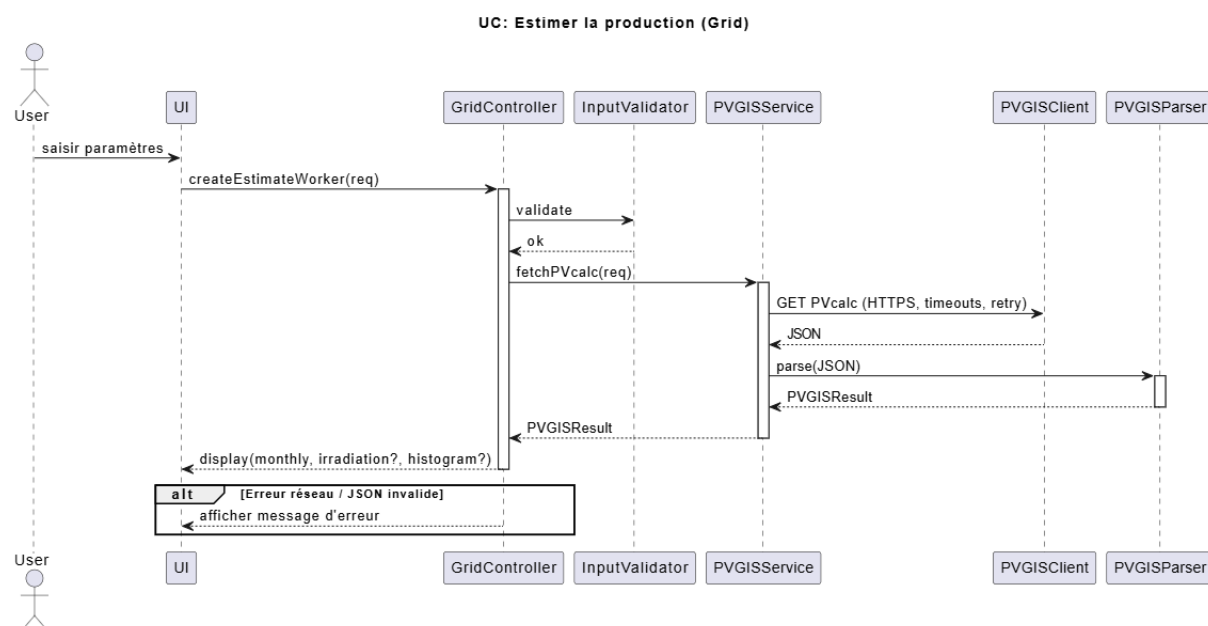 UC: Estimer la production (Grid)
User
UI
GridController
InputValidator
PVGISService
PVGISClient
PVGISParser
saisir paramètres
createEstimateWorker(req)
validate
ok
fetchPVcalc(req)
GET PVcalc (HTTPS, timeouts, retry)
JSON
parse(JSON)
PVGISResult
PVGISResult
display(monthly, irradiation?, histogram?)
alt [Erreur réseau / JSON invalide]
afficher message d'erreur
User
UI
GridController
InputValidator
PVGISService
PVGISClient
PVGISParser